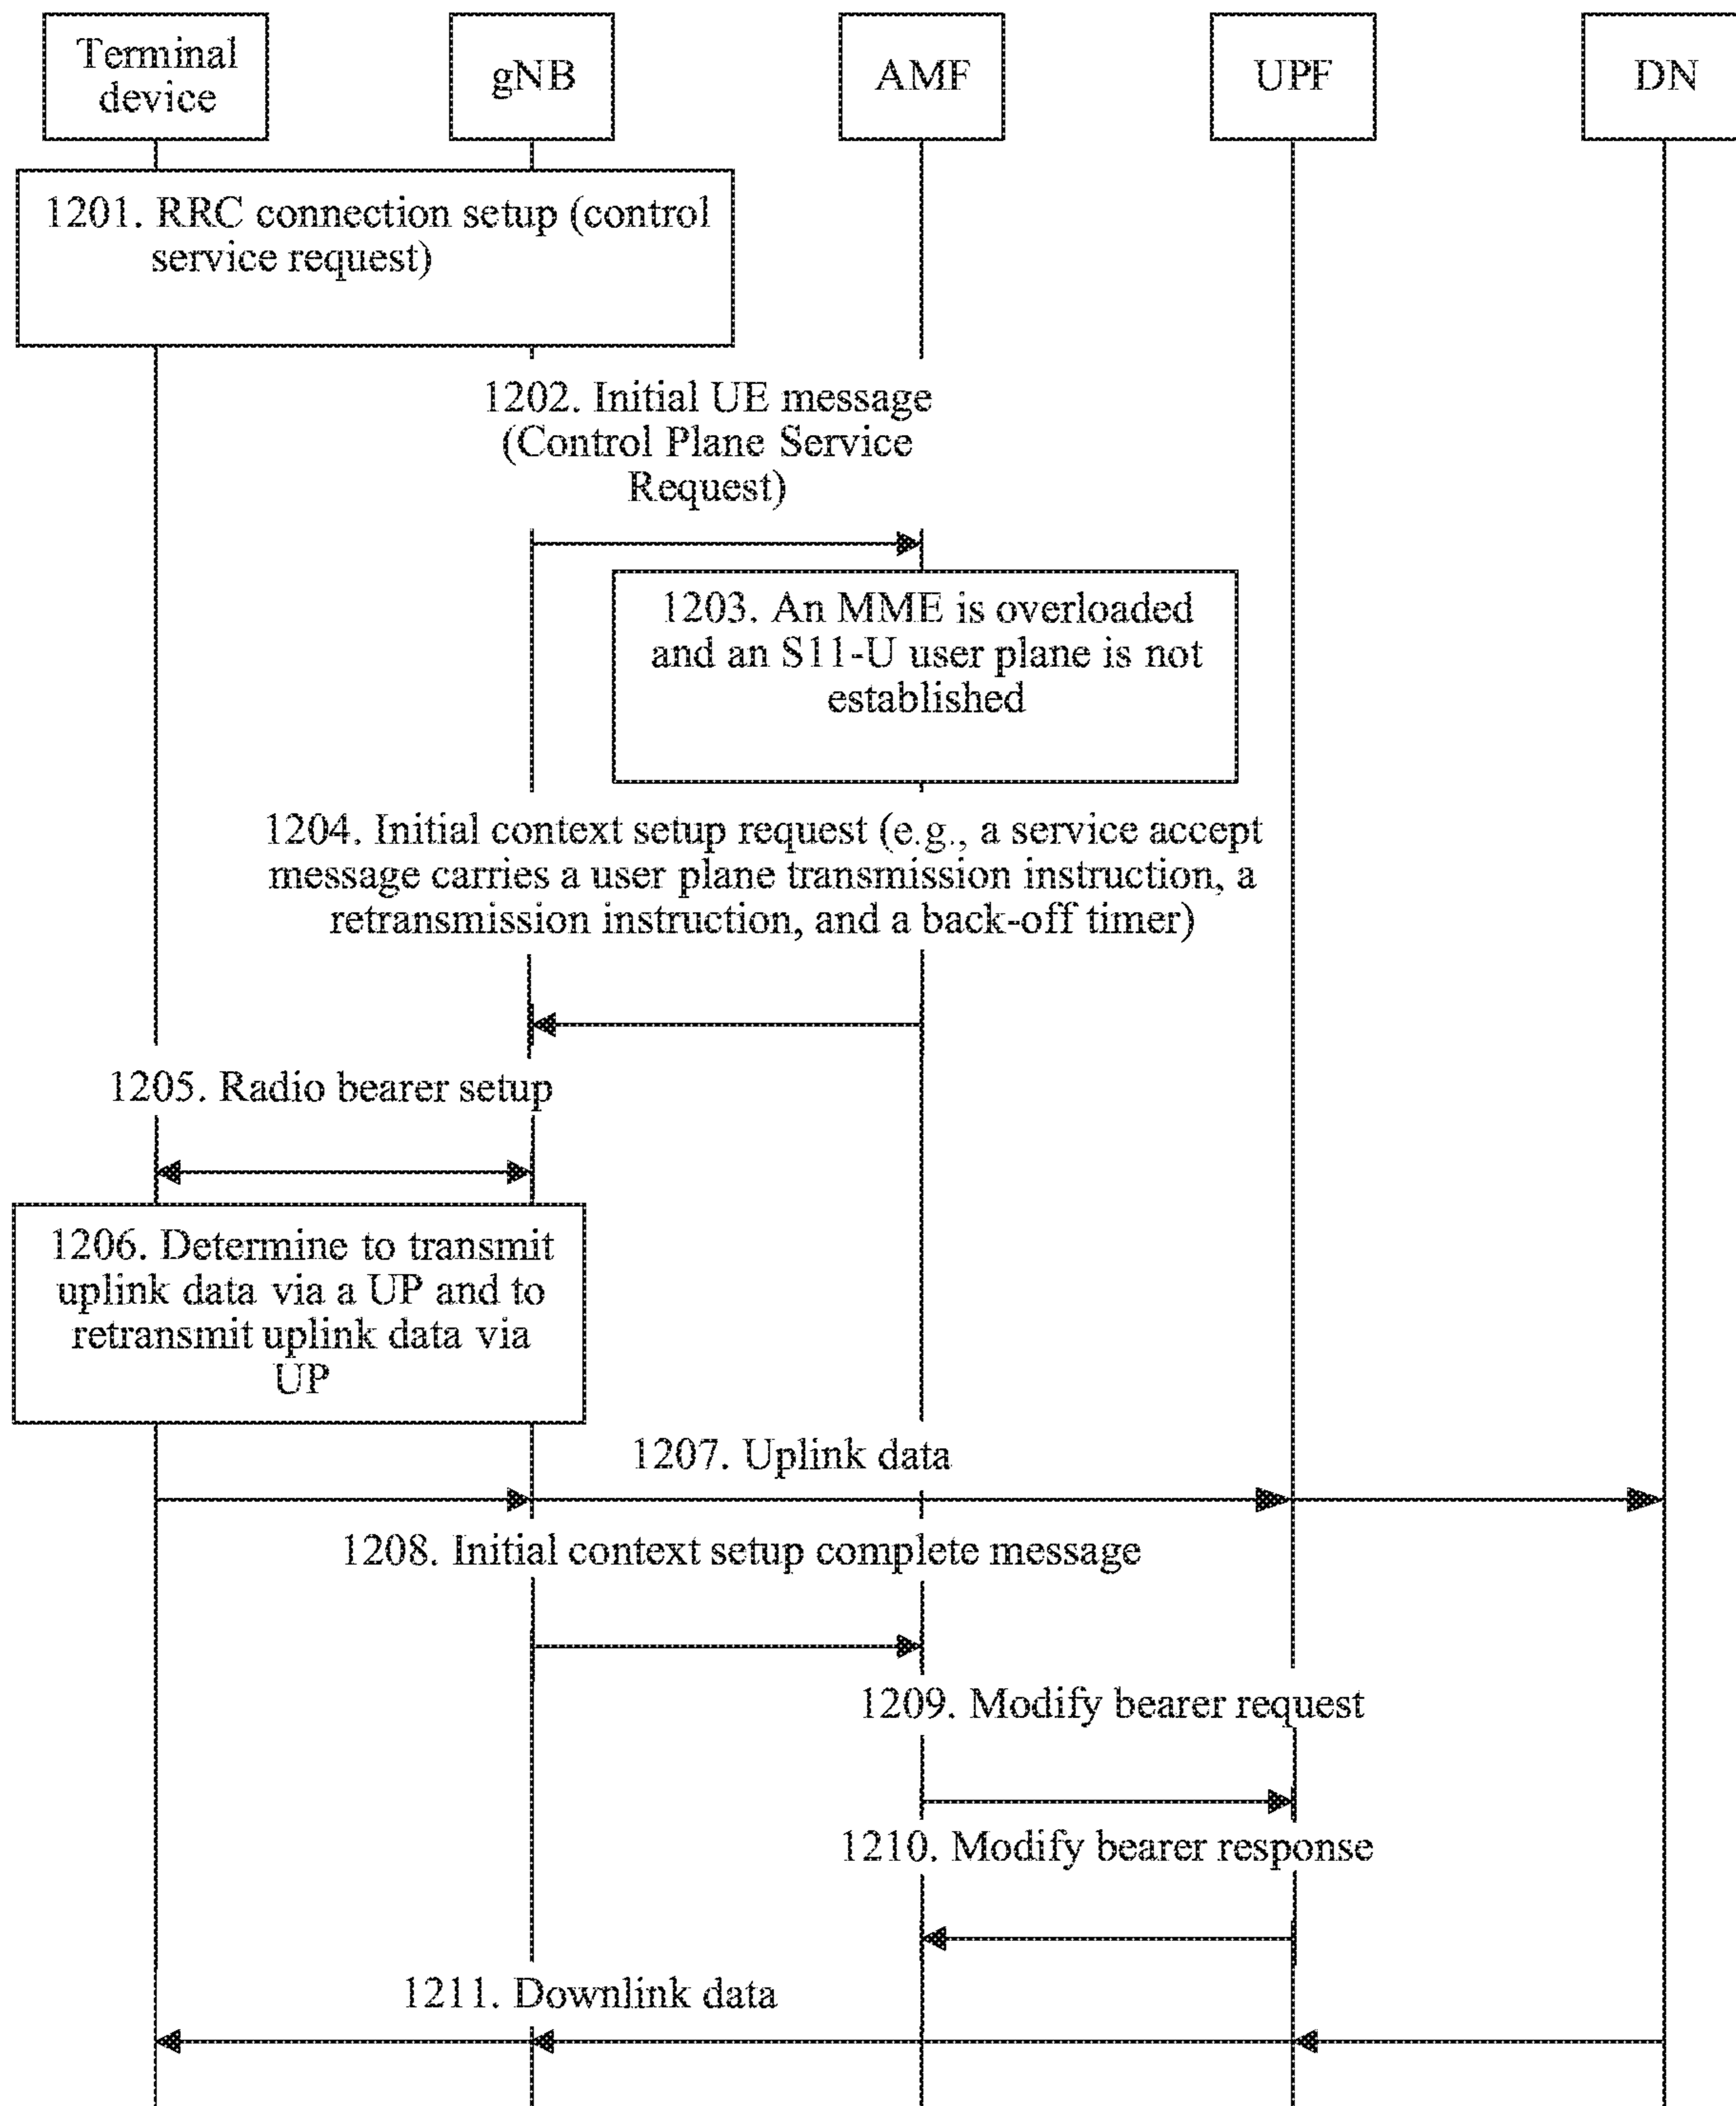 Terminal
device
gNB
AMF
UPF
DN
1201. RRC connection setup (control
service request)
1202. Initial UE message
(Control Plane Service
Request)
1203. An MME is overloaded
and an S11-U user plane is not
established
1204. Initial context setup request (e.g., a service accept
message carries a user plane transmission instruction, a
retransmission instruction, and a back-off timer)
1205. Radio bearer setup
1206. Determine to transmit
uplink data via a UP and to
retransmit uplink data via
UP
1207. Uplink data
1208. Initial context setup complete message
1209. Modify bearer request
1210. Modify bearer response
1211. Downlink data